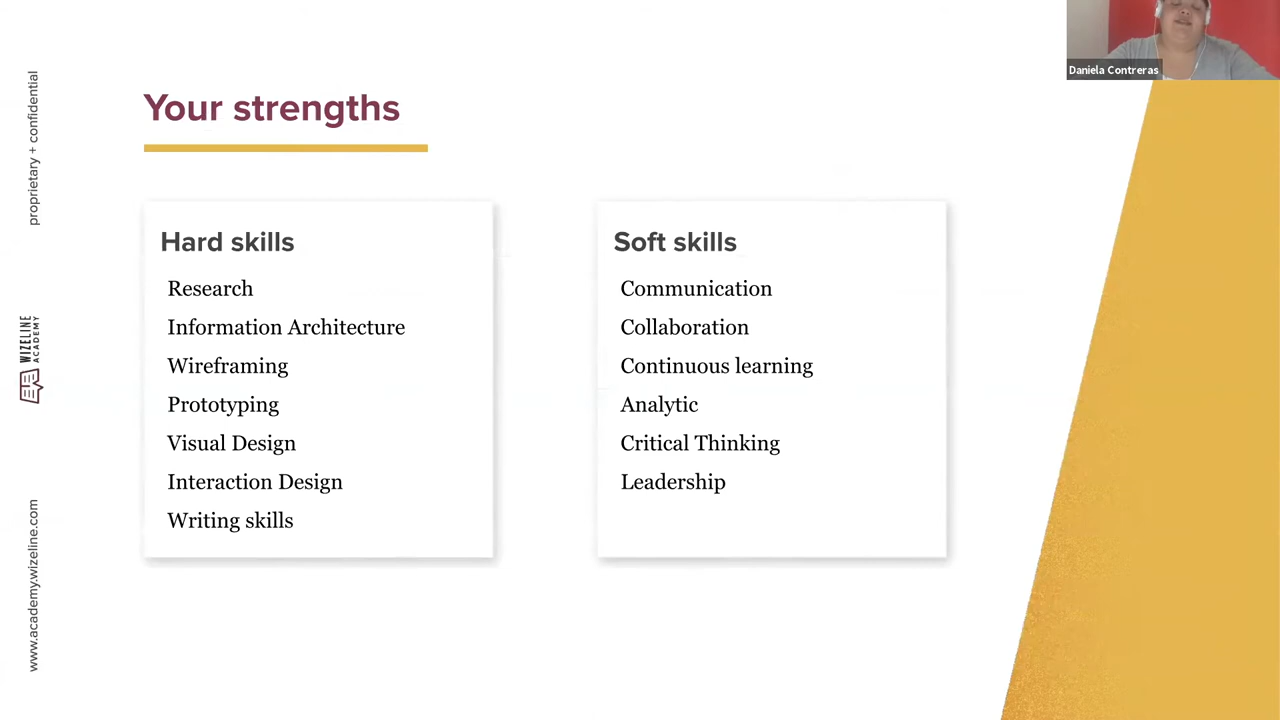 Daniela Contreras
Your strengths
Hard skills
Research
Information Architecture
Wireframing
Prototyping
Visual Design
Interaction Design
Writing skills
Soft skills
Communication
Collaboration
Continuous learning
Analytic
Critical Thinking
Leadership
proprietary + confidential
WIZELINE
ACADEMY
www.academy.wizeline.com